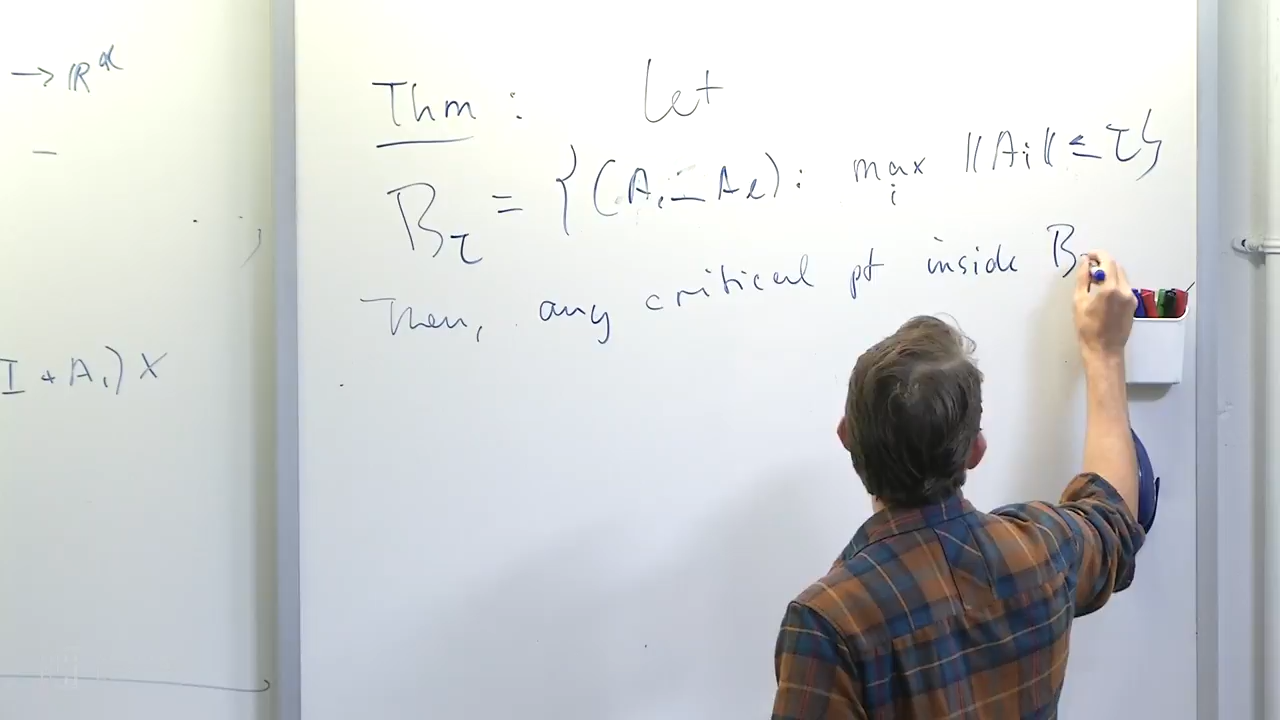 → ℝᵈ
I + A₁) X
Thm : Let
B_τ = { (A₁ … A_ℓ) : max_i ‖A_i‖ ≤ τ }
Then, any critical pt inside B